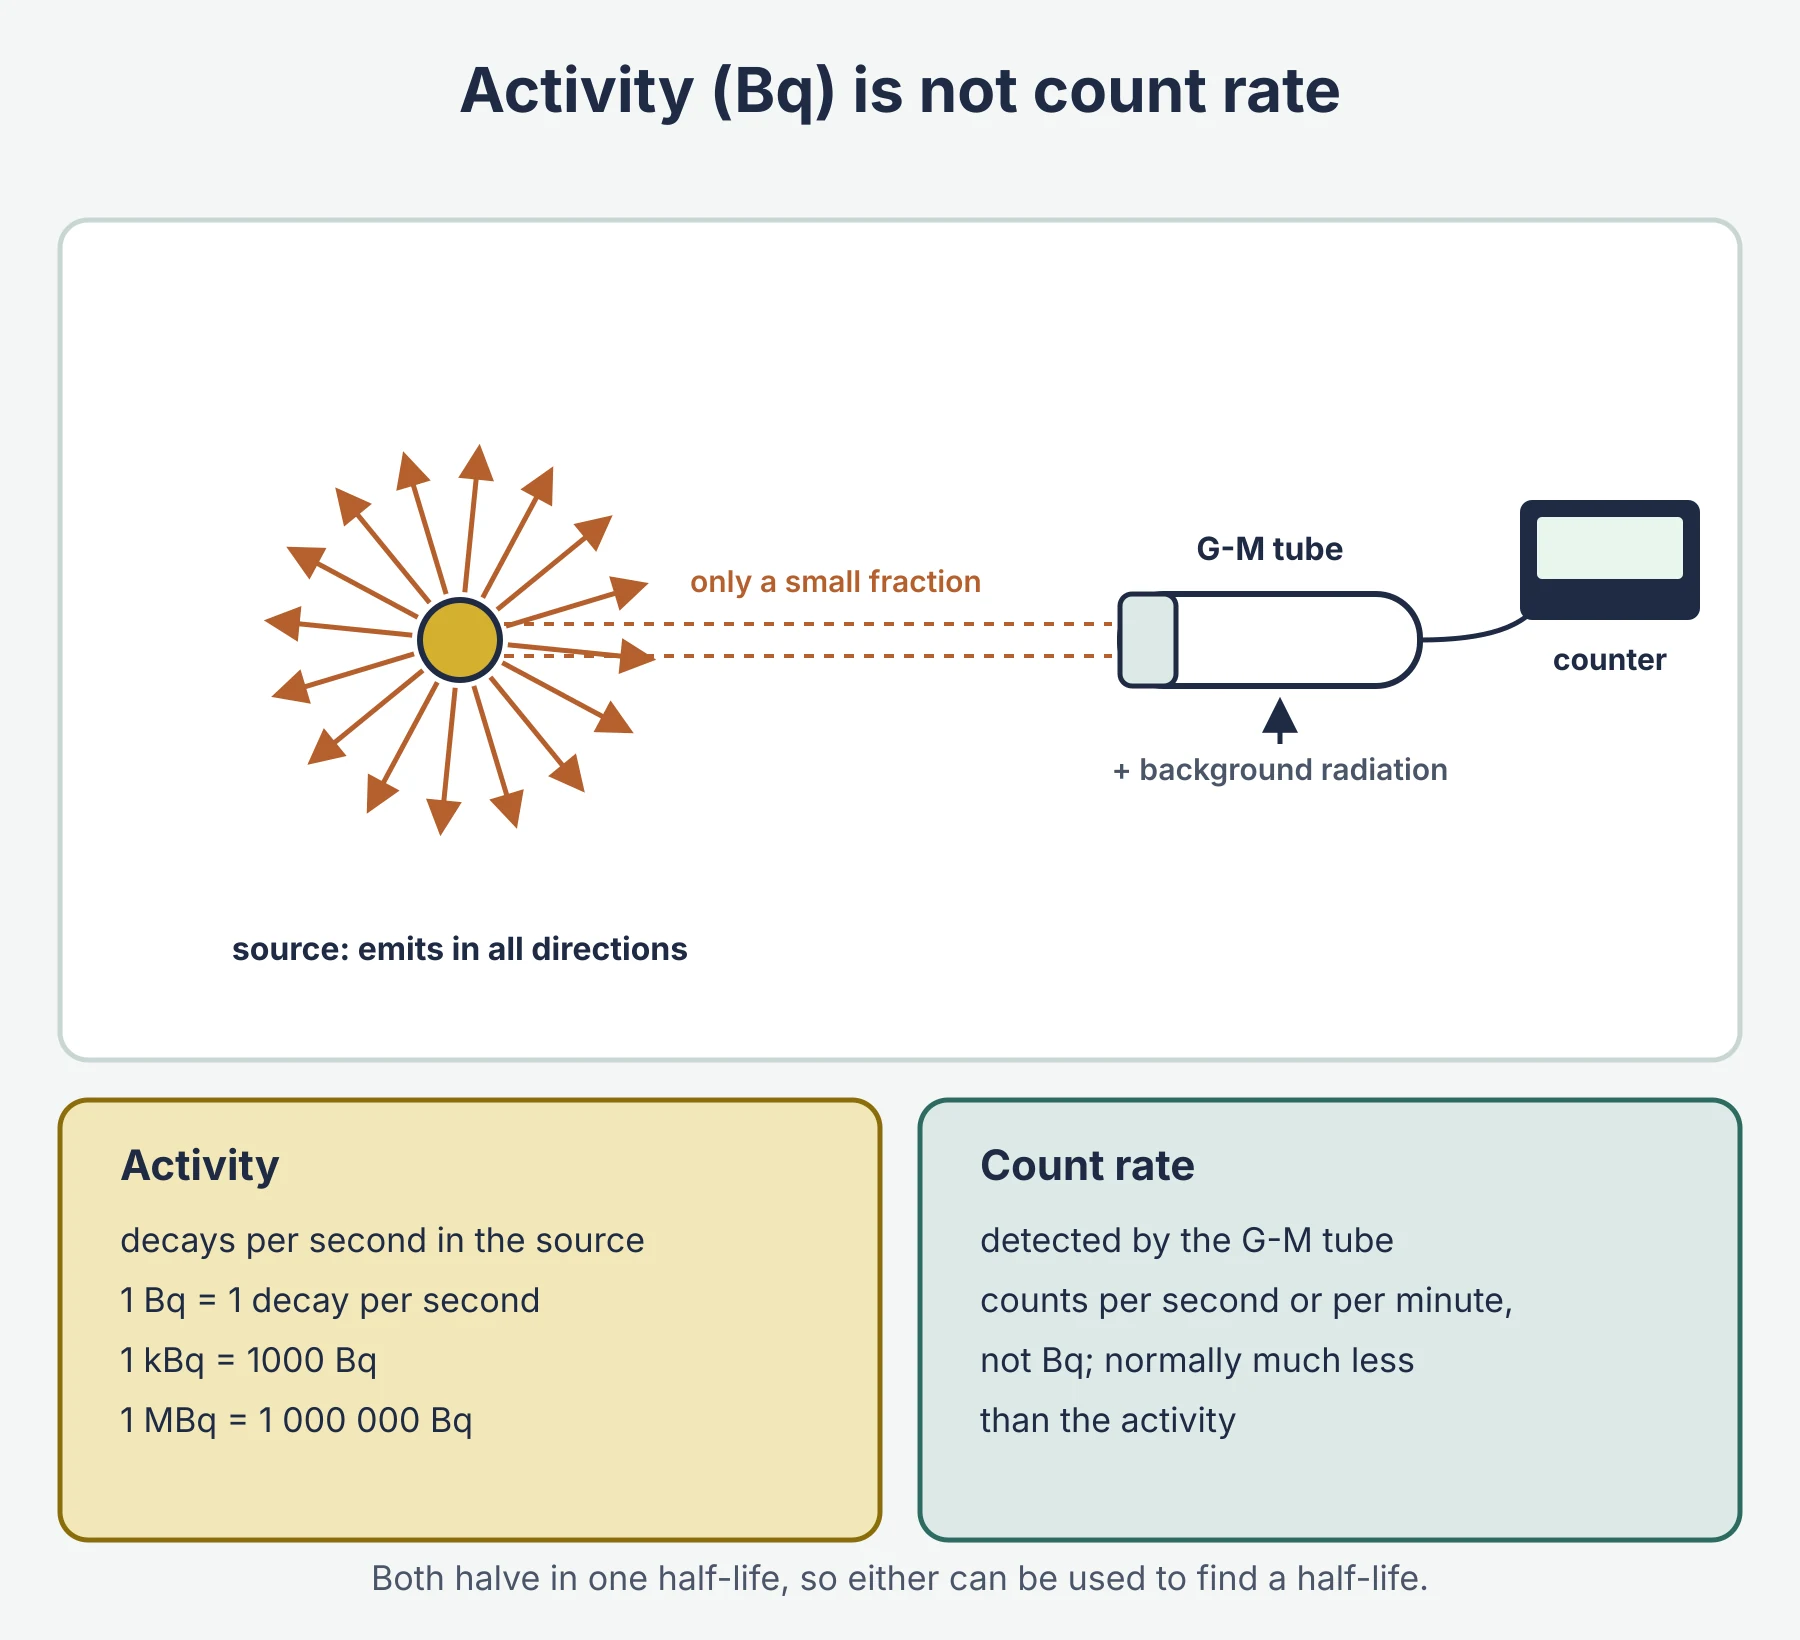 Activity (Bq) is not count rate
only a small fraction
G-M tube
counter
+ background radiation
source: emits in all directions
Activity
decays per second in the source
1 Bq = 1 decay per second
1 kBq = 1000 Bq
1 MBq = 1 000 000 Bq
Count rate
detected by the G-M tube
counts per second or per minute,
not Bq; normally much less
than the activity
Both halve in one half-life, so either can be used to find a half-life.